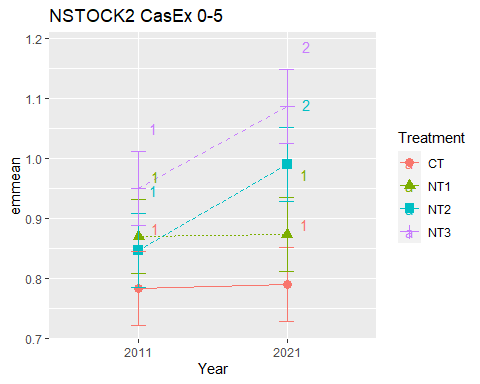 NSTOCK2 CasEx 0-5
1.2
1.1
1.0
0.9
0.8
0.7
emmean
2
2
1
1
1
1
1
1
2011
2021
Year
Treatment
CT
NT1
NT2
NT3